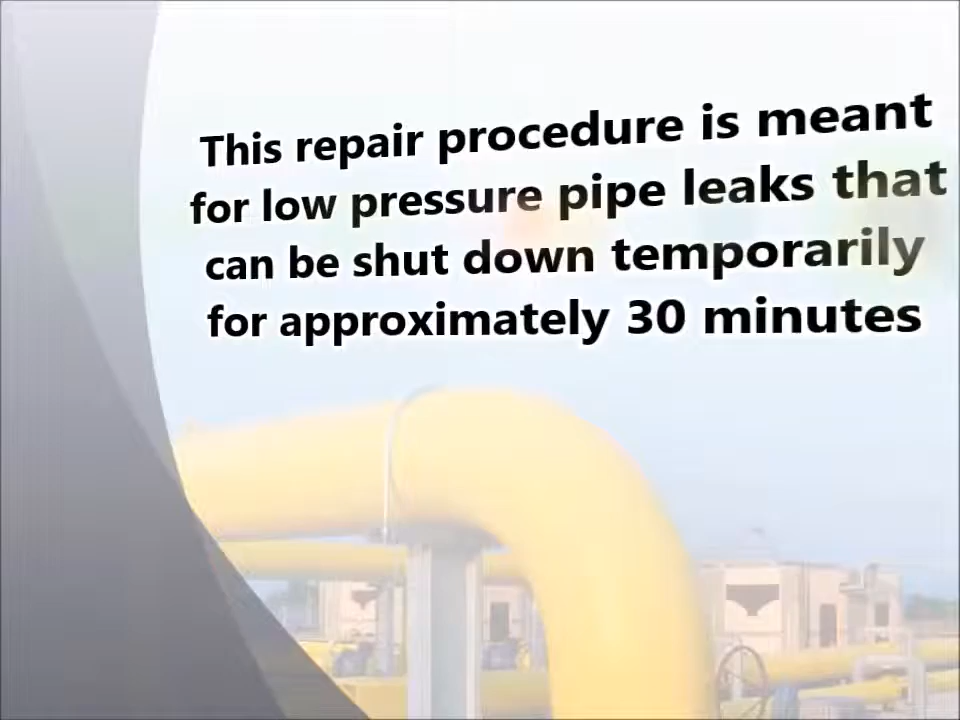 This repair procedure is meant
for low pressure pipe leaks that
can be shut down temporarily
for approximately 30 minutes